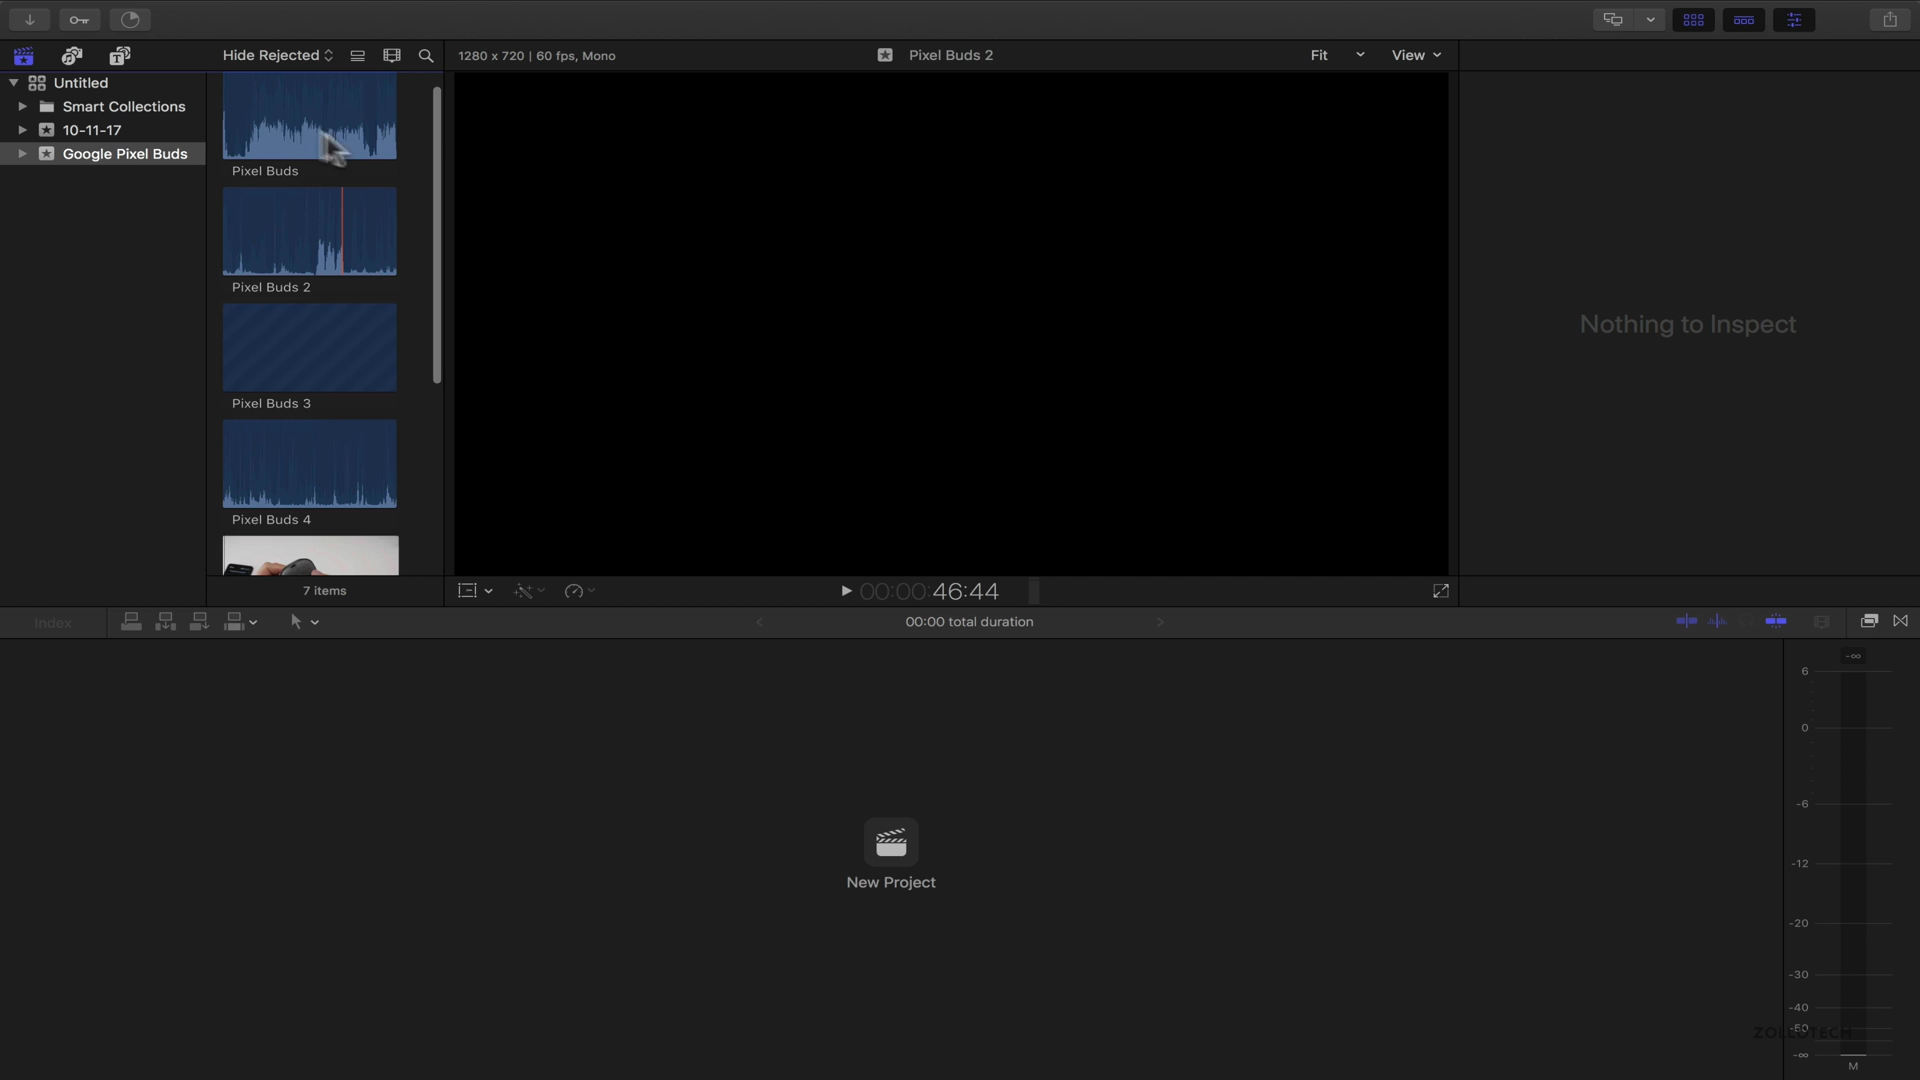 Hide Rejected
1280 x 720 | 60 fps, Mono
Pixel Buds 2
Fit
View
Untitled
Smart Collections
10-11-17
Google Pixel Buds
Pixel Buds
Pixel Buds 2
Pixel Buds 3
Pixel Buds 4
7 items
Nothing to Inspect
00:00:46:44
Index
00:00 total duration
New Project
-∞
6
0
-6
-12
-20
-30
-40
-50
-∞
M
ZOLLOTECH